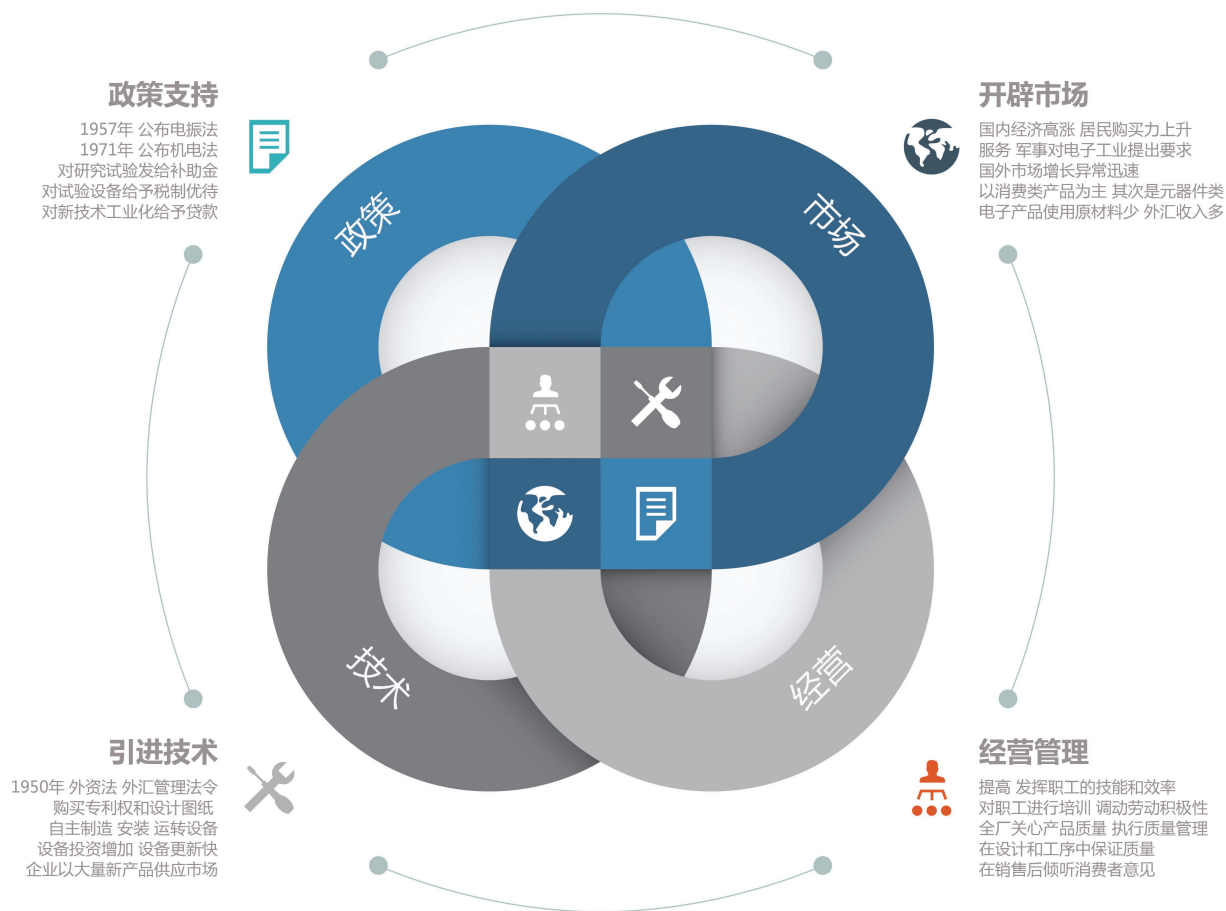 政策支持
1957年 公布电振法
1971年 公布机电法
对研究试验发给补助金
对试验设备给予税制优待
对新技术工业化给予贷款
开辟市场
国内经济高涨 居民购买力上升
服务 军事对电子工业提出要求
国外市场增长异常迅速
以消费类产品为主 其次是元器件类
电子产品使用原材料少 外汇收入多
政策
市场
技术
经营
引进技术
1950年 外资法 外汇管理法令
购买专利权和设计图纸
自主制造 安装 运转设备
设备投资增加 设备更新快
企业以大量新产品供应市场
经营管理
提高 发挥职工的技能和效率
对职工进行培训 调动劳动积极性
全厂关心产品质量 执行质量管理
在设计和工序中保证质量
在销售后倾听消费者意见